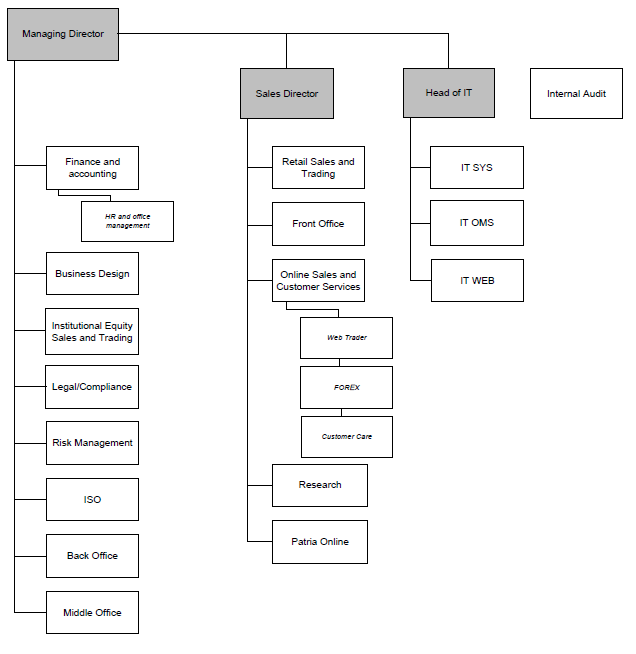 Managing Director
Sales Director
Head of IT
Internal Audit
Finance and
accounting
HR and office
management
Business Design
Institutional Equity
Sales and Trading
Legal/Compliance
Risk Management
ISO
Back Office
Middle Office
Retail Sales and
Trading
Front Office
Online Sales and
Customer Services
Web Trader
FOREX
Customer Care
Research
Patria Online
IT SYS
IT OMS
IT WEB